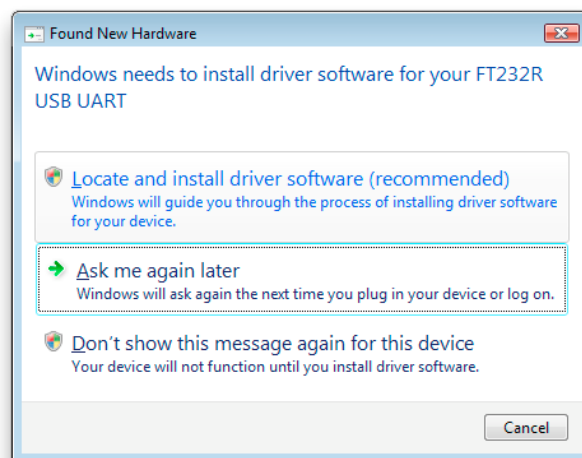 Found New Hardware
Windows needs to install driver software for your FT232R
USB UART
Locate and install driver software (recommended)
Windows will guide you through the process of installing driver software
for your device.
Ask me again later
Windows will ask again the next time you plug in your device or log on.
Don't show this message again for this device
Your device will not function until you install driver software.
Cancel